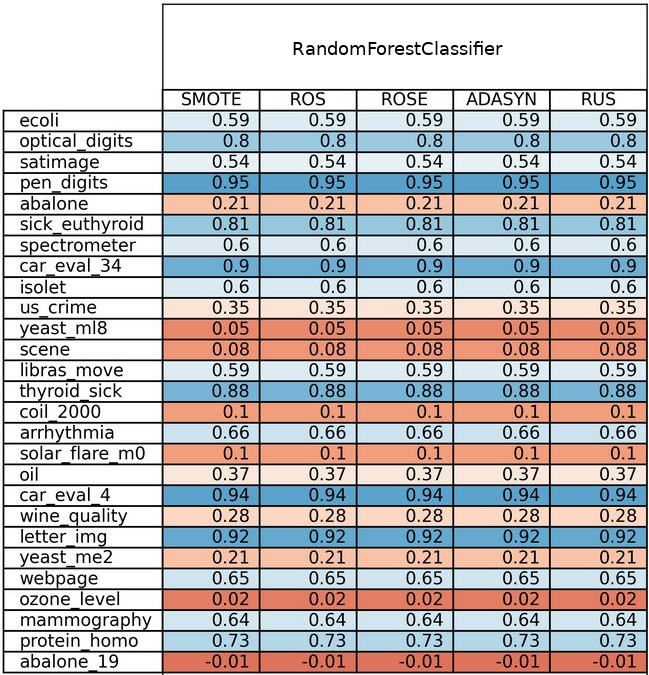 RandomForestClassifier
SMOTE ROS ROSE ADASYN RUS
ecoli 0.59 0.59 0.59 0.59 0.59
optical_digits 0.8 0.8 0.8 0.8 0.8
satimage 0.54 0.54 0.54 0.54 0.54
pen_digits 0.95 0.95 0.95 0.95 0.95
abalone 0.21 0.21 0.21 0.21 0.21
sick_euthyroid 0.81 0.81 0.81 0.81 0.81
spectrometer 0.6 0.6 0.6 0.6 0.6
car_eval_34 0.9 0.9 0.9 0.9 0.9
isolet 0.6 0.6 0.6 0.6 0.6
us_crime 0.35 0.35 0.35 0.35 0.35
yeast_ml8 0.05 0.05 0.05 0.05 0.05
scene 0.08 0.08 0.08 0.08 0.08
libras_move 0.59 0.59 0.59 0.59 0.59
thyroid_sick 0.88 0.88 0.88 0.88 0.88
coil_2000 0.1 0.1 0.1 0.1 0.1
arrhythmia 0.66 0.66 0.66 0.66 0.66
solar_flare_m0 0.1 0.1 0.1 0.1 0.1
oil 0.37 0.37 0.37 0.37 0.37
car_eval_4 0.94 0.94 0.94 0.94 0.94
wine_quality 0.28 0.28 0.28 0.28 0.28
letter_img 0.92 0.92 0.92 0.92 0.92
yeast_me2 0.21 0.21 0.21 0.21 0.21
webpage 0.65 0.65 0.65 0.65 0.65
ozone_level 0.02 0.02 0.02 0.02 0.02
mammography 0.64 0.64 0.64 0.64 0.64
protein_homo 0.73 0.73 0.73 0.73 0.73
abalone_19 -0.01 -0.01 -0.01 -0.01 -0.01